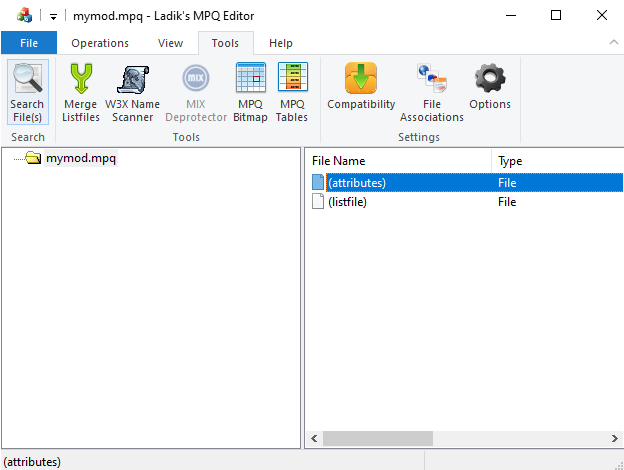 mymod.mpq - Ladik's MPQ Editor
File Operations View Tools Help
Search File(s)
Merge Listfiles
W3X Name Scanner
MIX Deprotector
MPQ Bitmap
MPQ Tables
Compatibility
File Associations
Options
Search Tools Settings
mymod.mpq
File Name Type
(attributes) File
(listfile) File
(attributes)